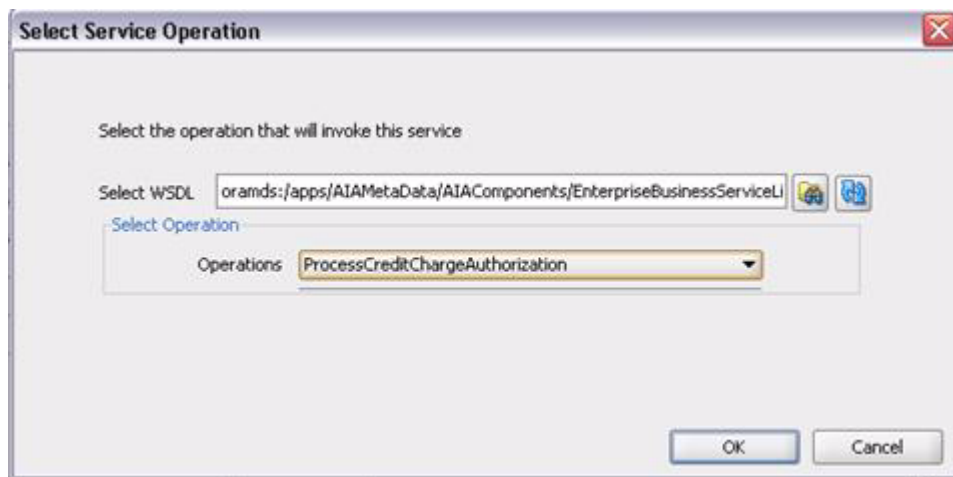 Select Service Operation
Select the operation that will invoke this service
Select WSDL oramds:/apps/AIAMetaData/AIAComponents/EnterpriseBusinessServiceLi
Select Operation
Operations ProcessCreditChargeAuthorization
OK Cancel